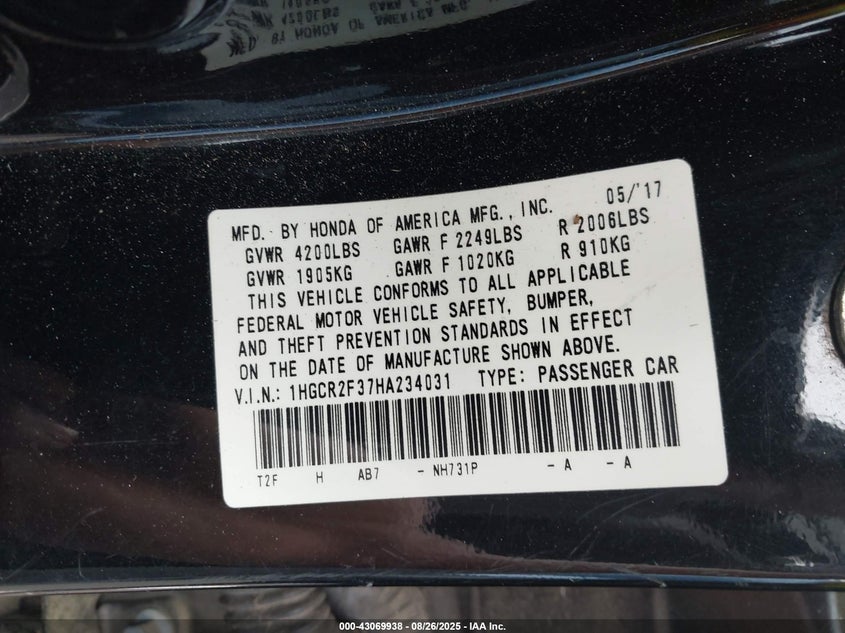 MFD. BY HONDA OF AMERICA MFG., INC. 05/'17
GVWR 4200LBS GAWR F 2249LBS R 2006LBS
GVWR 1905KG GAWR F 1020KG R 910KG
THIS VEHICLE CONFORMS TO ALL APPLICABLE
FEDERAL MOTOR VEHICLE SAFETY, BUMPER,
AND THEFT PREVENTION STANDARDS IN EFFECT
ON THE DATE OF MANUFACTURE SHOWN ABOVE.
V.I.N.: 1HGCR2F37HA234031 TYPE: PASSENGER CAR
T2F H AB7 - NH731P - A - A
000-43069938 - 08/26/2025 - IAA Inc.